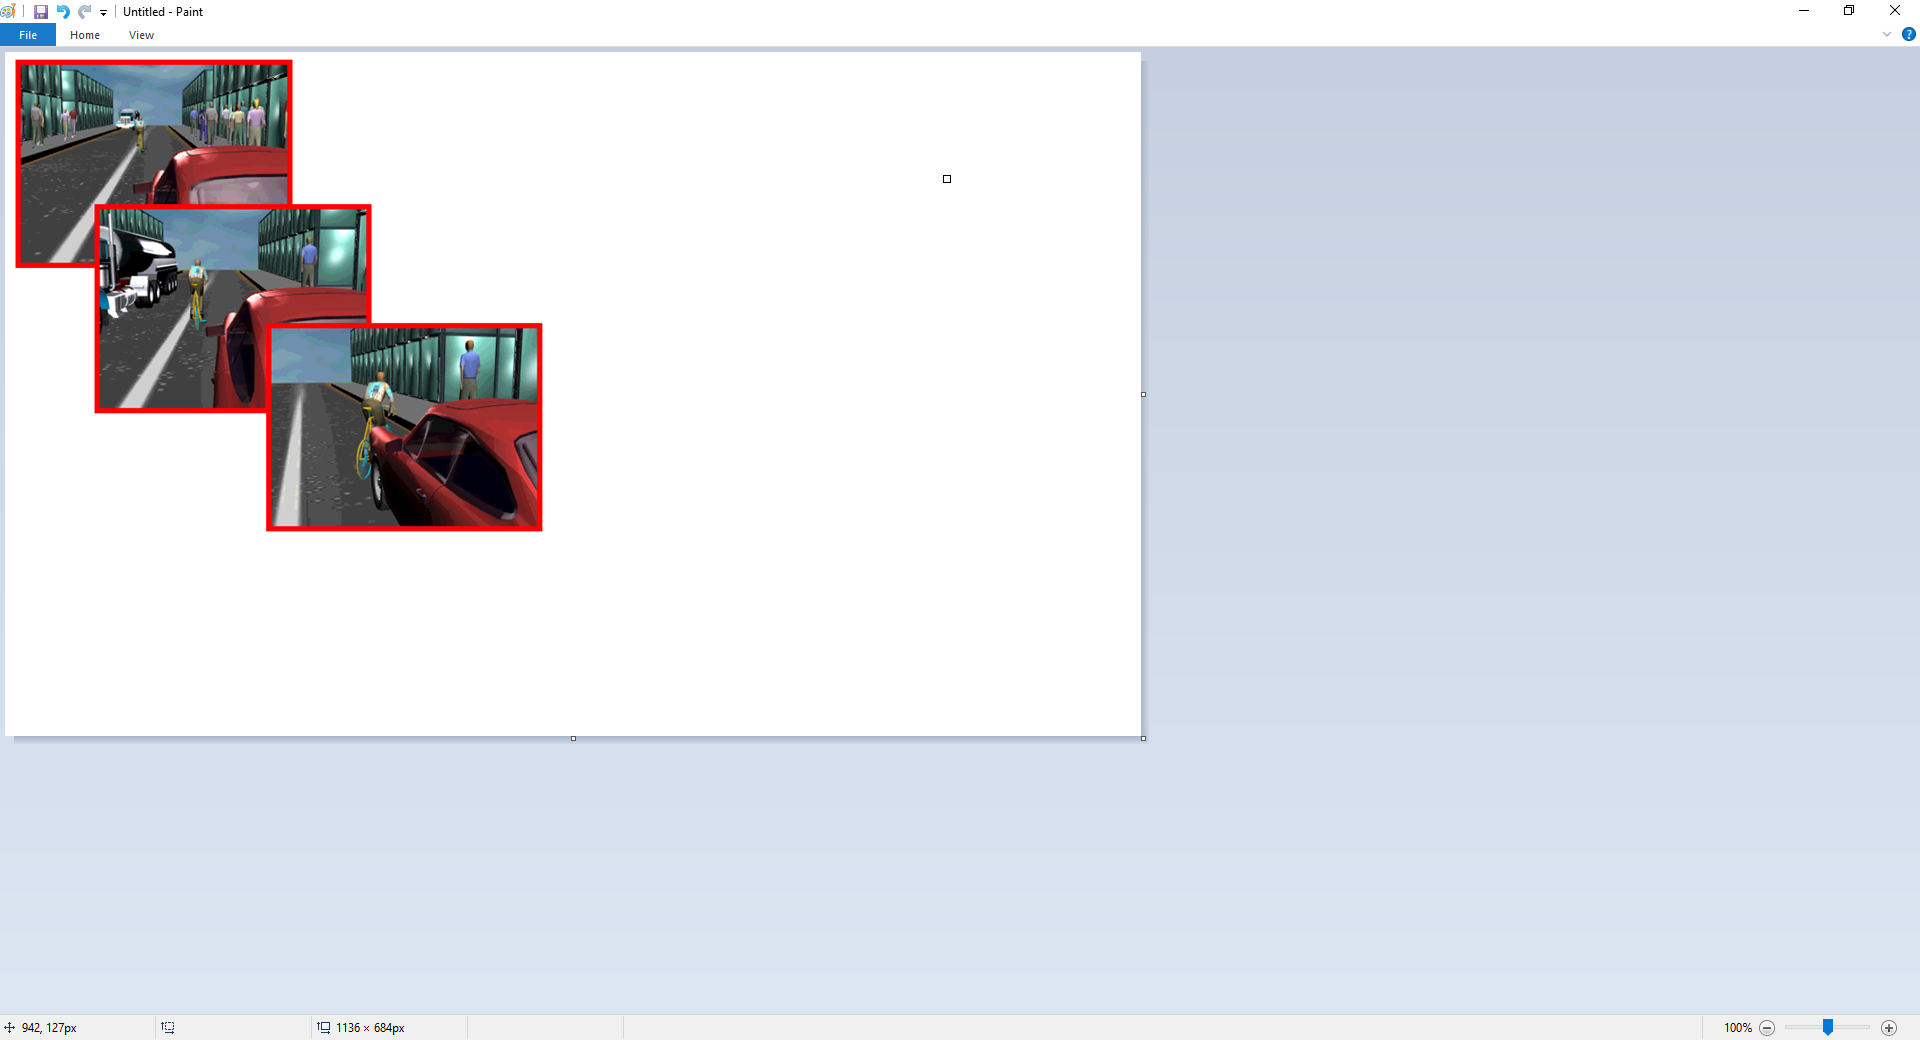 Untitled - Paint
File Home View
942, 127px
1136 × 684px
100%